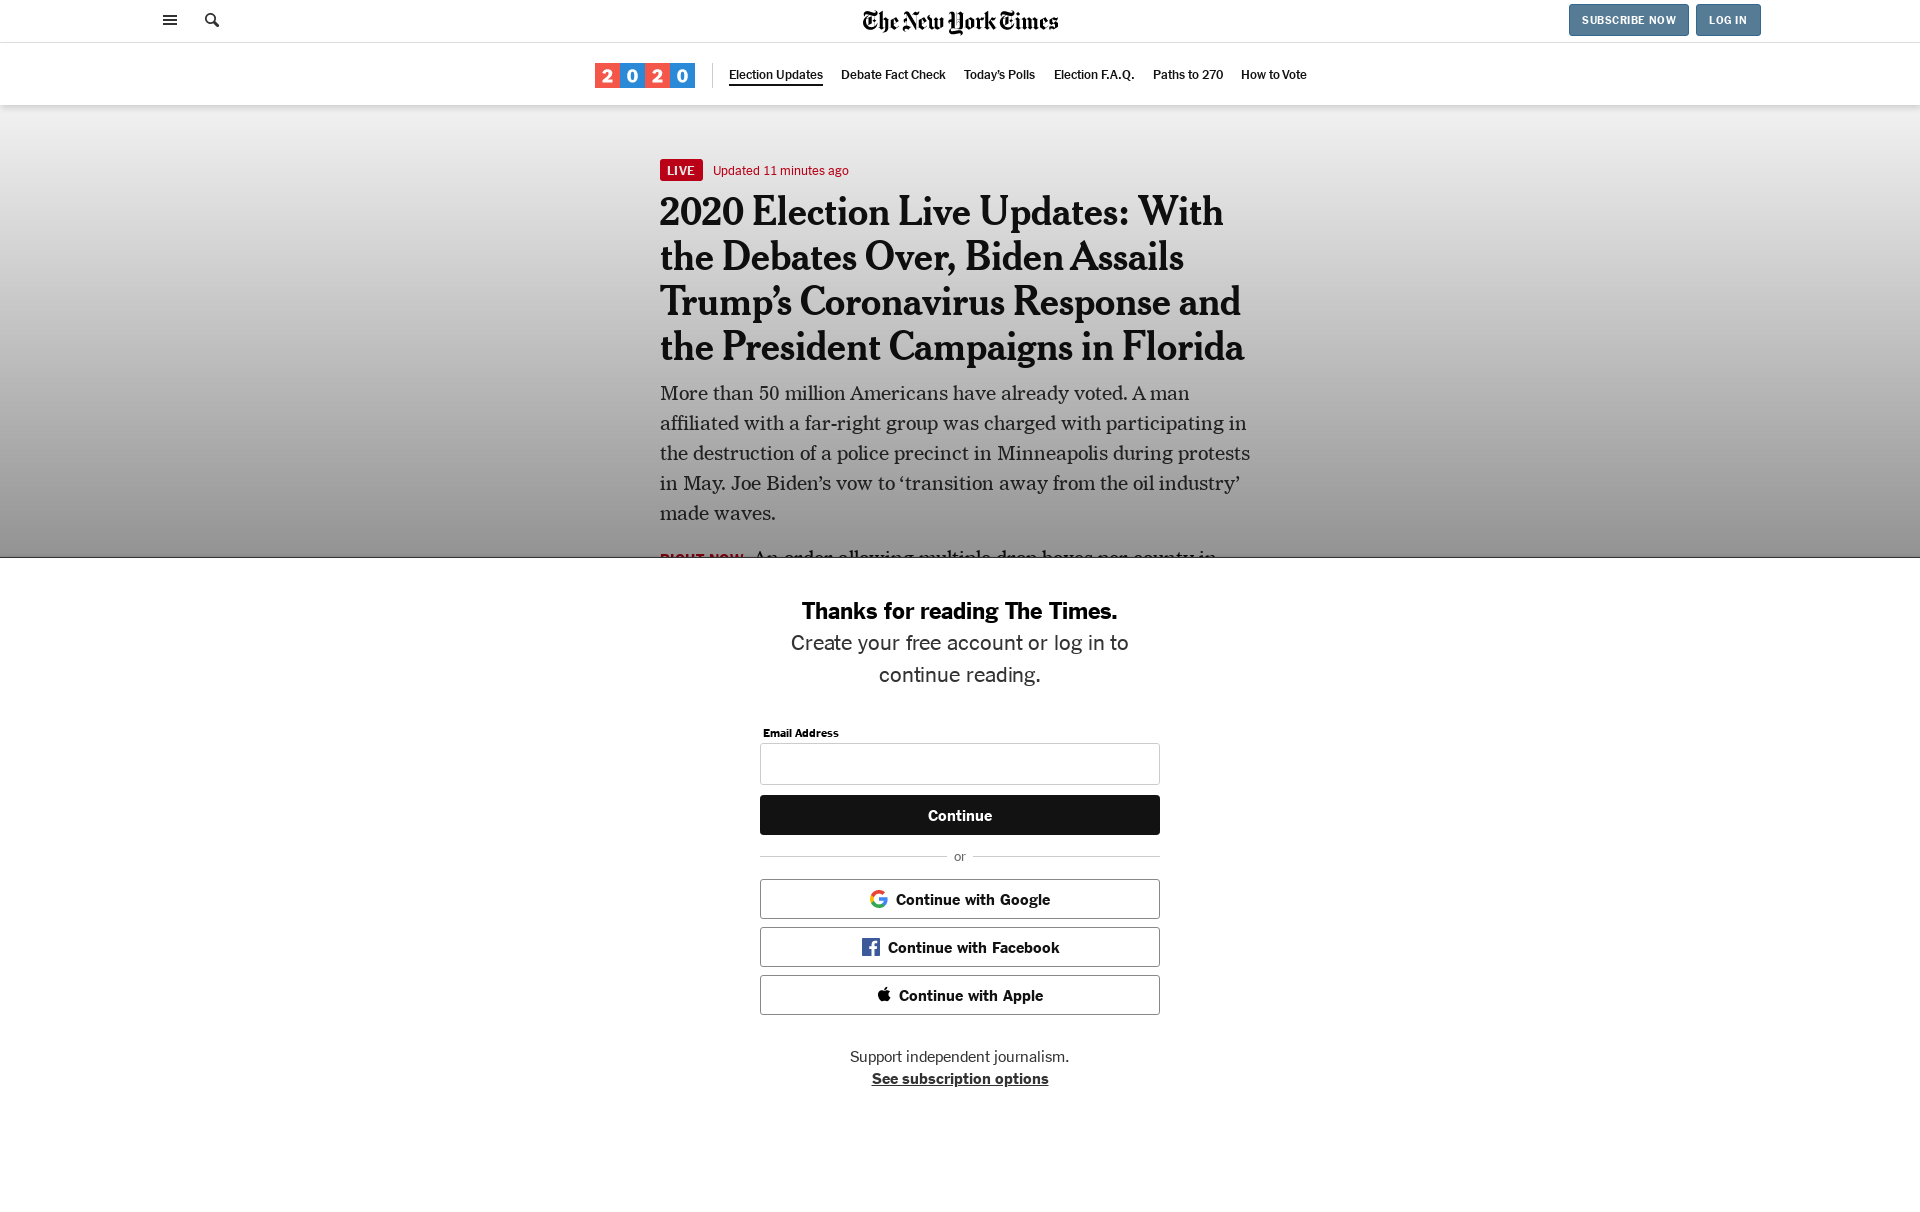 The New York Times
SUBSCRIBE NOW
LOG IN
2020
Election Updates
Debate Fact Check
Today's Polls
Election F.A.Q.
Paths to 270
How to Vote
LIVE
Updated 11 minutes ago
2020 Election Live Updates: With
the Debates Over, Biden Assails
Trump’s Coronavirus Response and
the President Campaigns in Florida
More than 50 million Americans have already voted. A man
affiliated with a far-right group was charged with participating in
the destruction of a police precinct in Minneapolis during protests
in May. Joe Biden’s vow to ‘transition away from the oil industry’
made waves.
RIGHT NOW An order allowing multiple drop boxes per county in
Thanks for reading The Times.
Create your free account or log in to
continue reading.
Email Address
Continue
or
Continue with Google
Continue with Facebook
Continue with Apple
Support independent journalism.
See subscription options